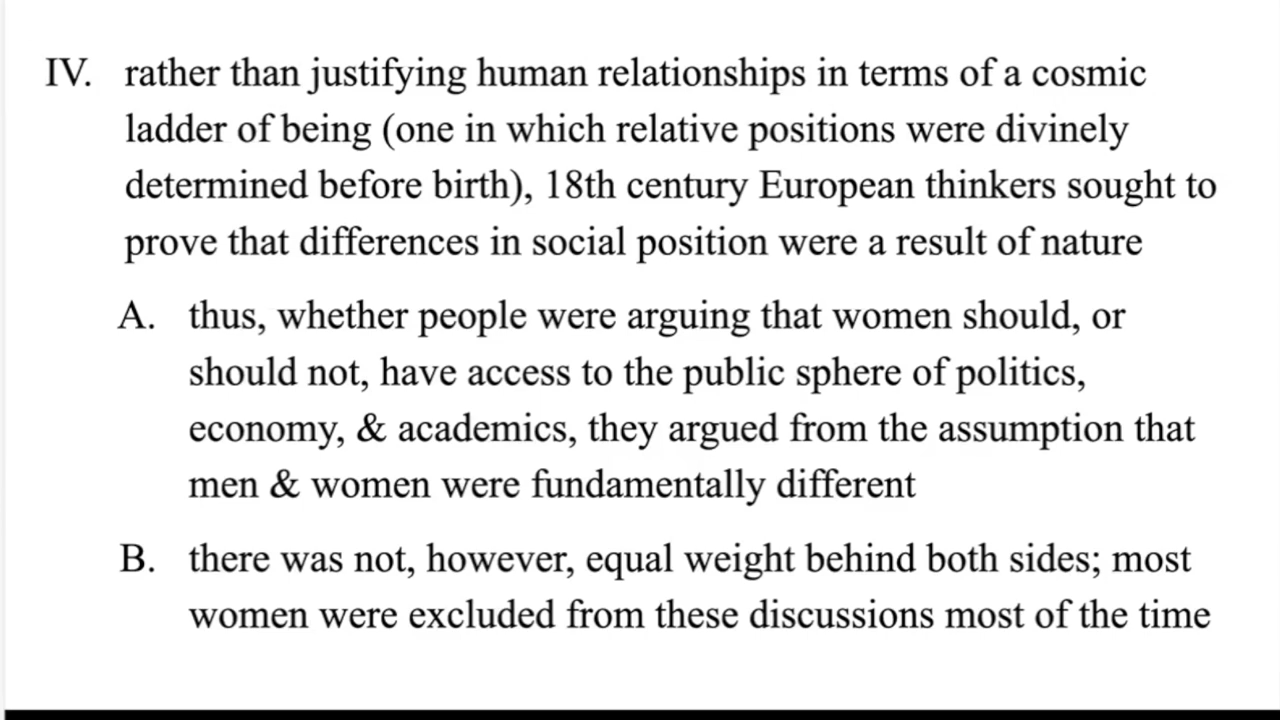 IV. rather than justifying human relationships in terms of a cosmic
ladder of being (one in which relative positions were divinely
determined before birth), 18th century European thinkers sought to
prove that differences in social position were a result of nature
A. thus, whether people were arguing that women should, or
should not, have access to the public sphere of politics,
economy, & academics, they argued from the assumption that
men & women were fundamentally different
B. there was not, however, equal weight behind both sides; most
women were excluded from these discussions most of the time